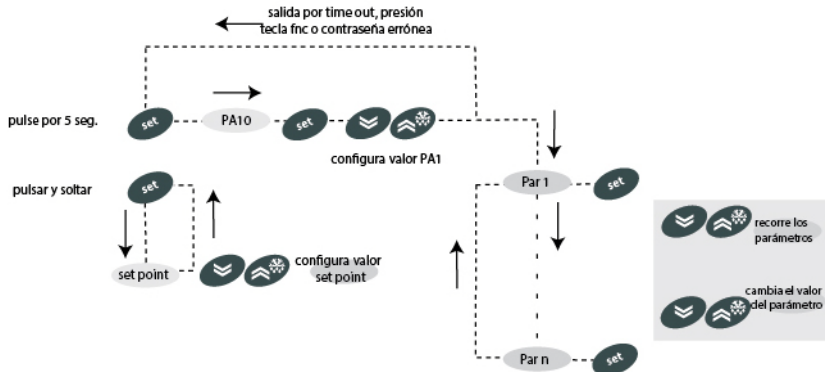 salida por time out, presión
tecla fnc o contraseña errónea
pulse por 5 seg.
set
PA10
set
configura valor PA1
pulsar y soltar
set
Par 1
set
recorre los
parámetros
set point
configura valor
set point
cambia el valor
del parámetro
Par n
set